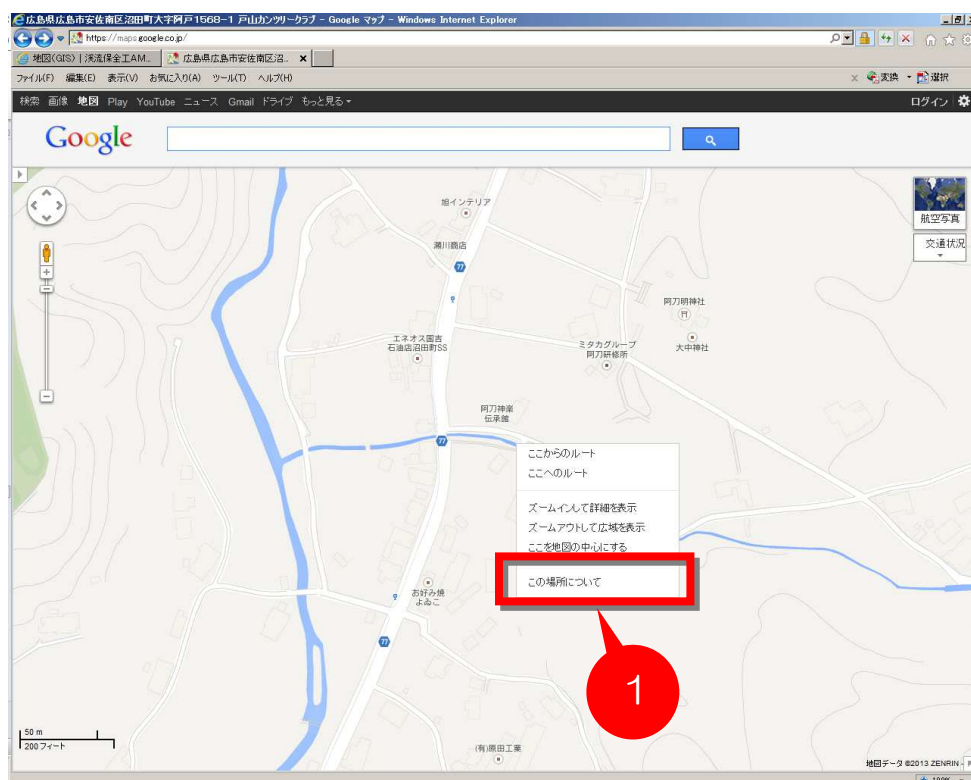 広島県広島市安佐南区沼田町大字阿戸1568-1 戸山カンツリークラブ - Google マップ - Windows Internet Explorer
https://maps.google.co.jp/
地図(GIS) | 渓流保全工AM...
広島県広島市安佐南区沼...
ファイル(F) 編集(E) 表示(V) お気に入り(A) ツール(T) ヘルプ(H)
変換
選択
検索 画像 地図 Play YouTube ニュース Gmail ドライブ もっと見る
ログイン
Google
航空写真
交通状況
旭インテリア
瀬川商店
77
阿刀明神社
エネオス国吉
石油店沼田町SS
ミタカグループ
阿刀研修所
大中神社
阿刀神楽
伝承館
77
ここからのルート
ここへのルート
ズームインして詳細を表示
ズームアウトして広域を表示
ここを地図の中心にする
この場所について
お好み焼
よゐこ
77
1
50 m
200 フィート
(有)原田工業
地図データ ©2013 ZENRIN